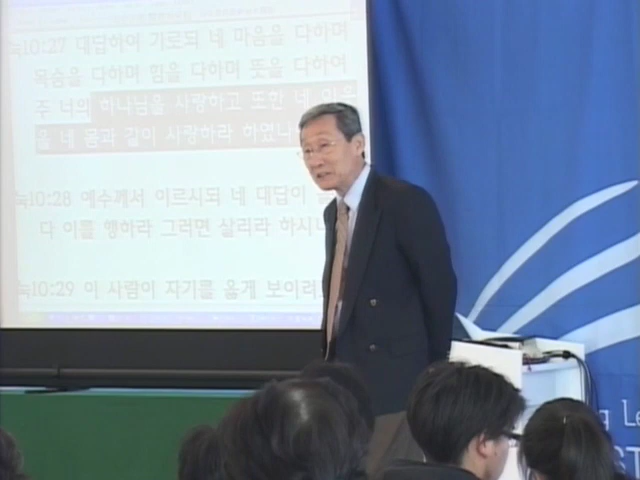 눅10:27 대답하여 가로되 네 마음을 다하며
목숨을 다하며 힘을 다하며 뜻을 다하여
주 너의 하나님을 사랑하고 또한 네 이웃
을 네 몸과 같이 사랑하라 하였나
눅10:28 예수께서 이르시되 네 대답이
다 이를 행하라 그러면 살리라 하시니
눅10:29 이 사람이 자기를 옳게 보이려
g Le
ST